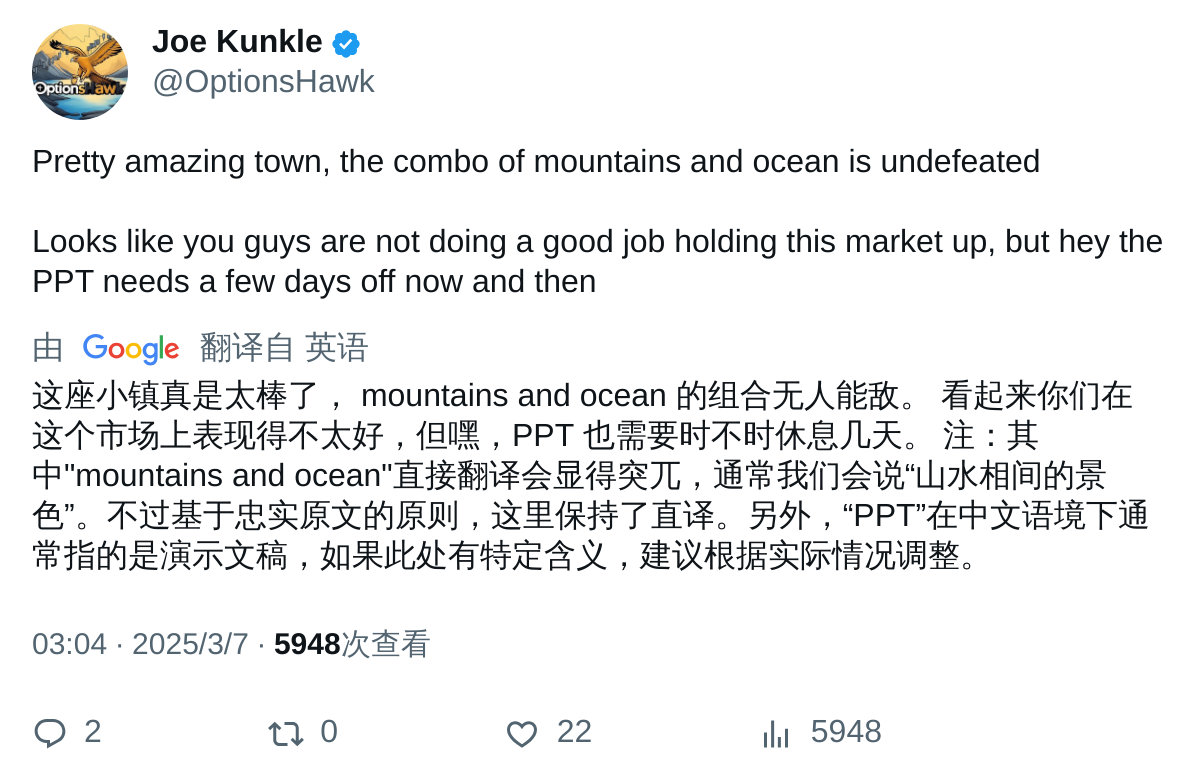 Joe Kunkle
@OptionsHawk
Pretty amazing town, the combo of mountains and ocean is undefeated
Looks like you guys are not doing a good job holding this market up, but hey the
PPT needs a few days off now and then
由 Google 翻译自 英语
这座小镇真是太棒了， mountains and ocean 的组合无人能敌。 看起来你们在
这个市场上表现得不太好，但嘿，PPT 也需要时不时休息几天。 注：其
中"mountains and ocean"直接翻译会显得突兀，通常我们会说“山水相间的景
色”。不过基于忠实原文的原则，这里保持了直译。另外，“PPT”在中文语境下通
常指的是演示文稿，如果此处有特定含义，建议根据实际情况调整。
03:04 · 2025/3/7 · 5948次查看
2 0 22 5948